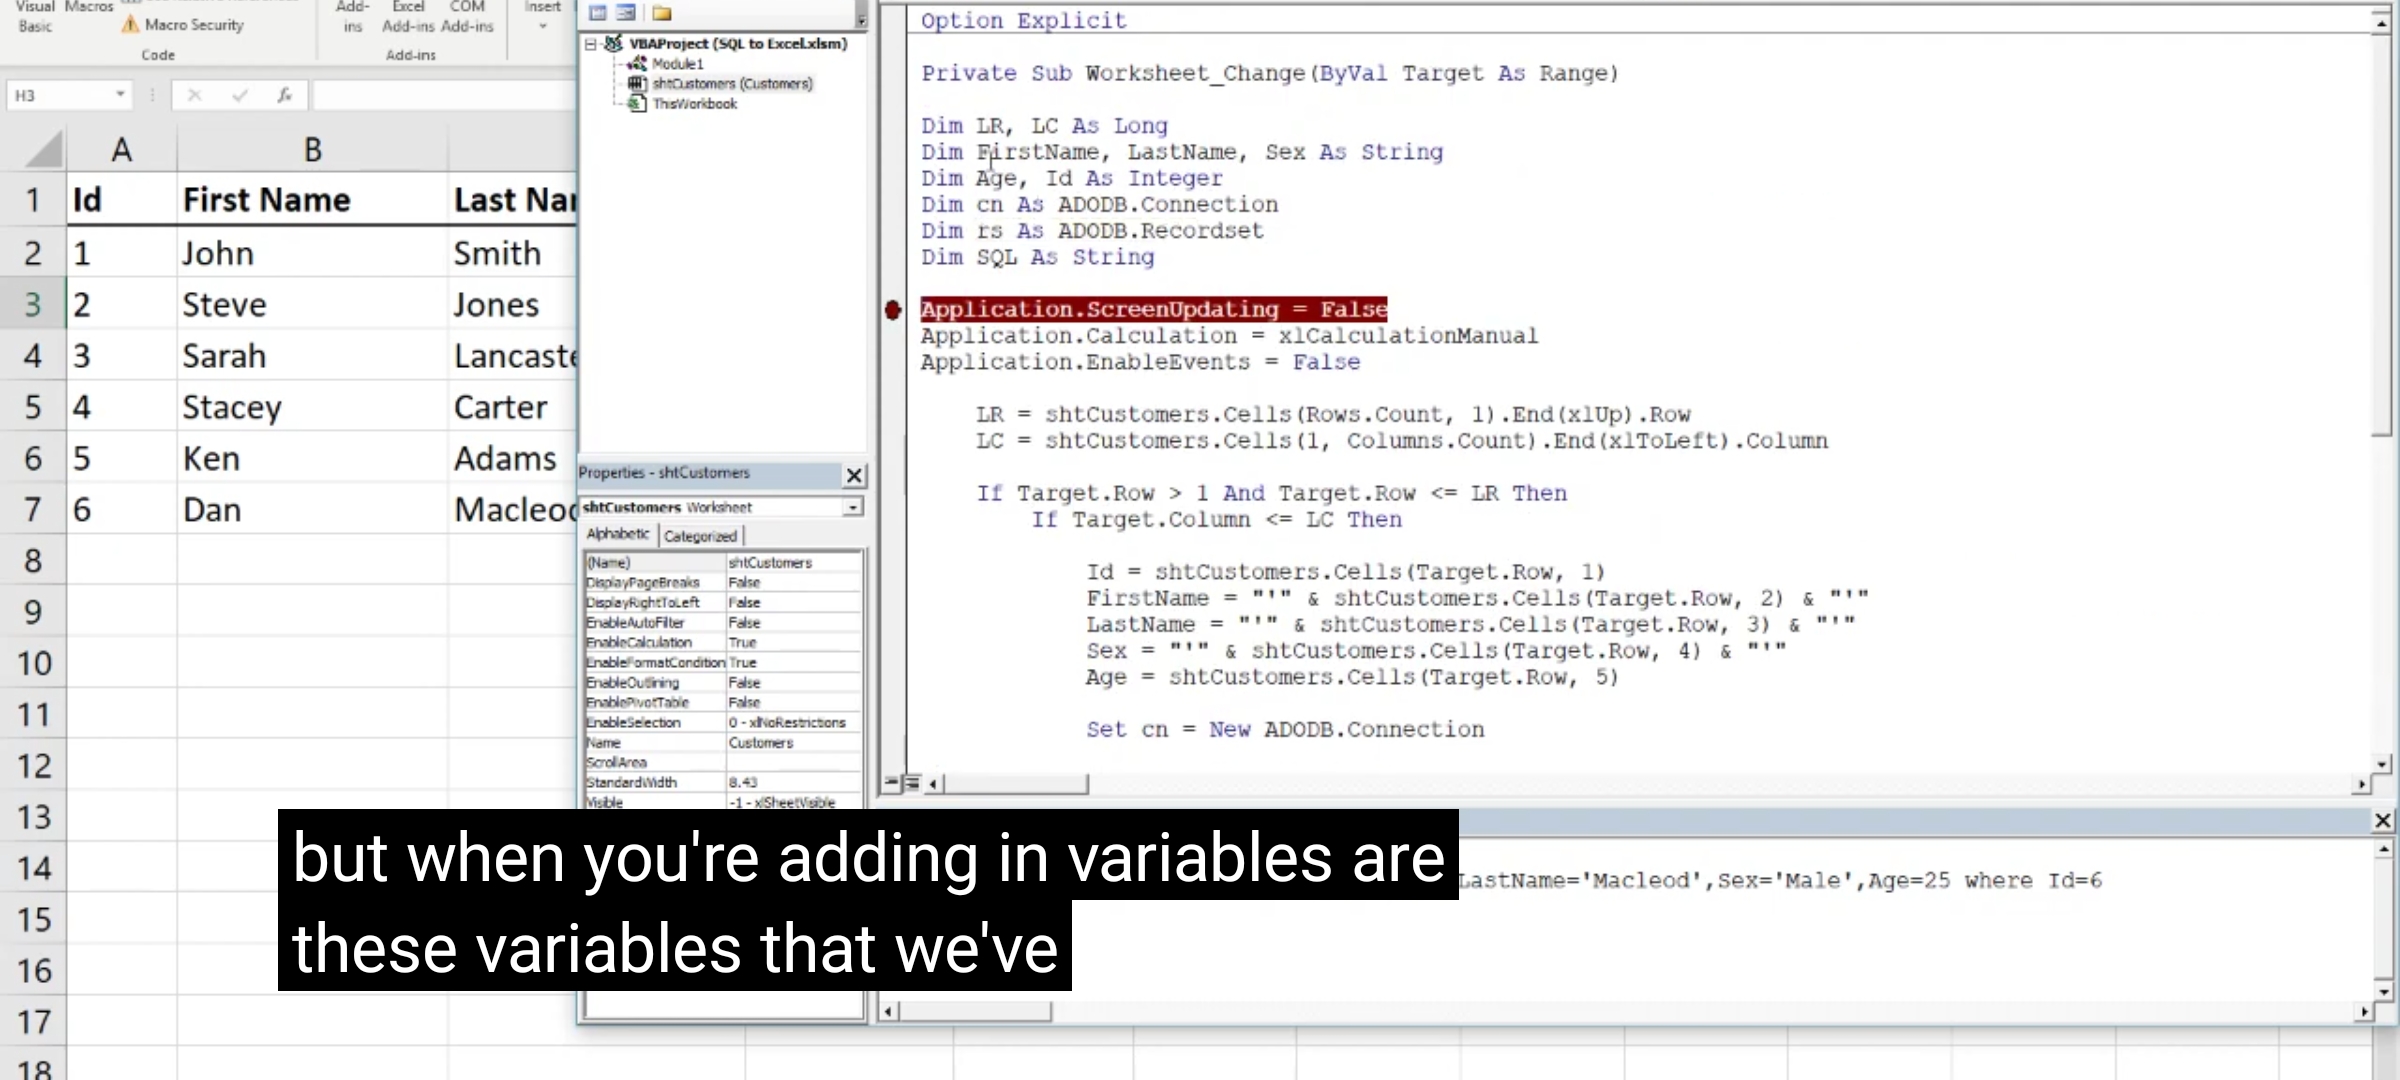 Visual Macros
Basic
Macro Security
Code
Add-
ins
Excel
Add-ins
COM
Add-ins
Add-ins
Insert
H3
A B
1 Id First Name Last Na
2 1 John Smith
3 2 Steve Jones
4 3 Sarah Lancaste
5 4 Stacey Carter
6 5 Ken Adams
7 6 Dan Macleod
8
9
10
11
12
13
14
15
16
17
18
VBAProject (SQL to Excel.xlsm)
Module1
shtCustomers (Customers)
ThisWorkbook
Properties - shtCustomers
shtCustomers Worksheet
Alphabetic Categorized
(Name) shtCustomers
DisplayPageBreaks False
DisplayRightToLeft False
EnableAutoFilter False
EnableCalculation True
EnableFormatCondition True
EnableOutlining False
EnablePivotTable False
EnableSelection 0 - xlNoRestrictions
Name Customers
ScrollArea
StandardWidth 8.43
Visible -1 - xlSheetVisible
Option Explicit
Private Sub Worksheet_Change(ByVal Target As Range)
Dim LR, LC As Long
Dim FirstName, LastName, Sex As String
Dim Age, Id As Integer
Dim cn As ADODB.Connection
Dim rs As ADODB.Recordset
Dim SQL As String
Application.ScreenUpdating = False
Application.Calculation = xlCalculationManual
Application.EnableEvents = False
LR = shtCustomers.Cells(Rows.Count, 1).End(xlUp).Row
LC = shtCustomers.Cells(1, Columns.Count).End(xlToLeft).Column
If Target.Row > 1 And Target.Row <= LR Then
If Target.Column <= LC Then
Id = shtCustomers.Cells(Target.Row, 1)
FirstName = "'" & shtCustomers.Cells(Target.Row, 2) & "'"
LastName = "'" & shtCustomers.Cells(Target.Row, 3) & "'"
Sex = "'" & shtCustomers.Cells(Target.Row, 4) & "'"
Age = shtCustomers.Cells(Target.Row, 5)
Set cn = New ADODB.Connection
LastName='Macleod',Sex='Male',Age=25 where Id=6
but when you're adding in variables are
these variables that we've